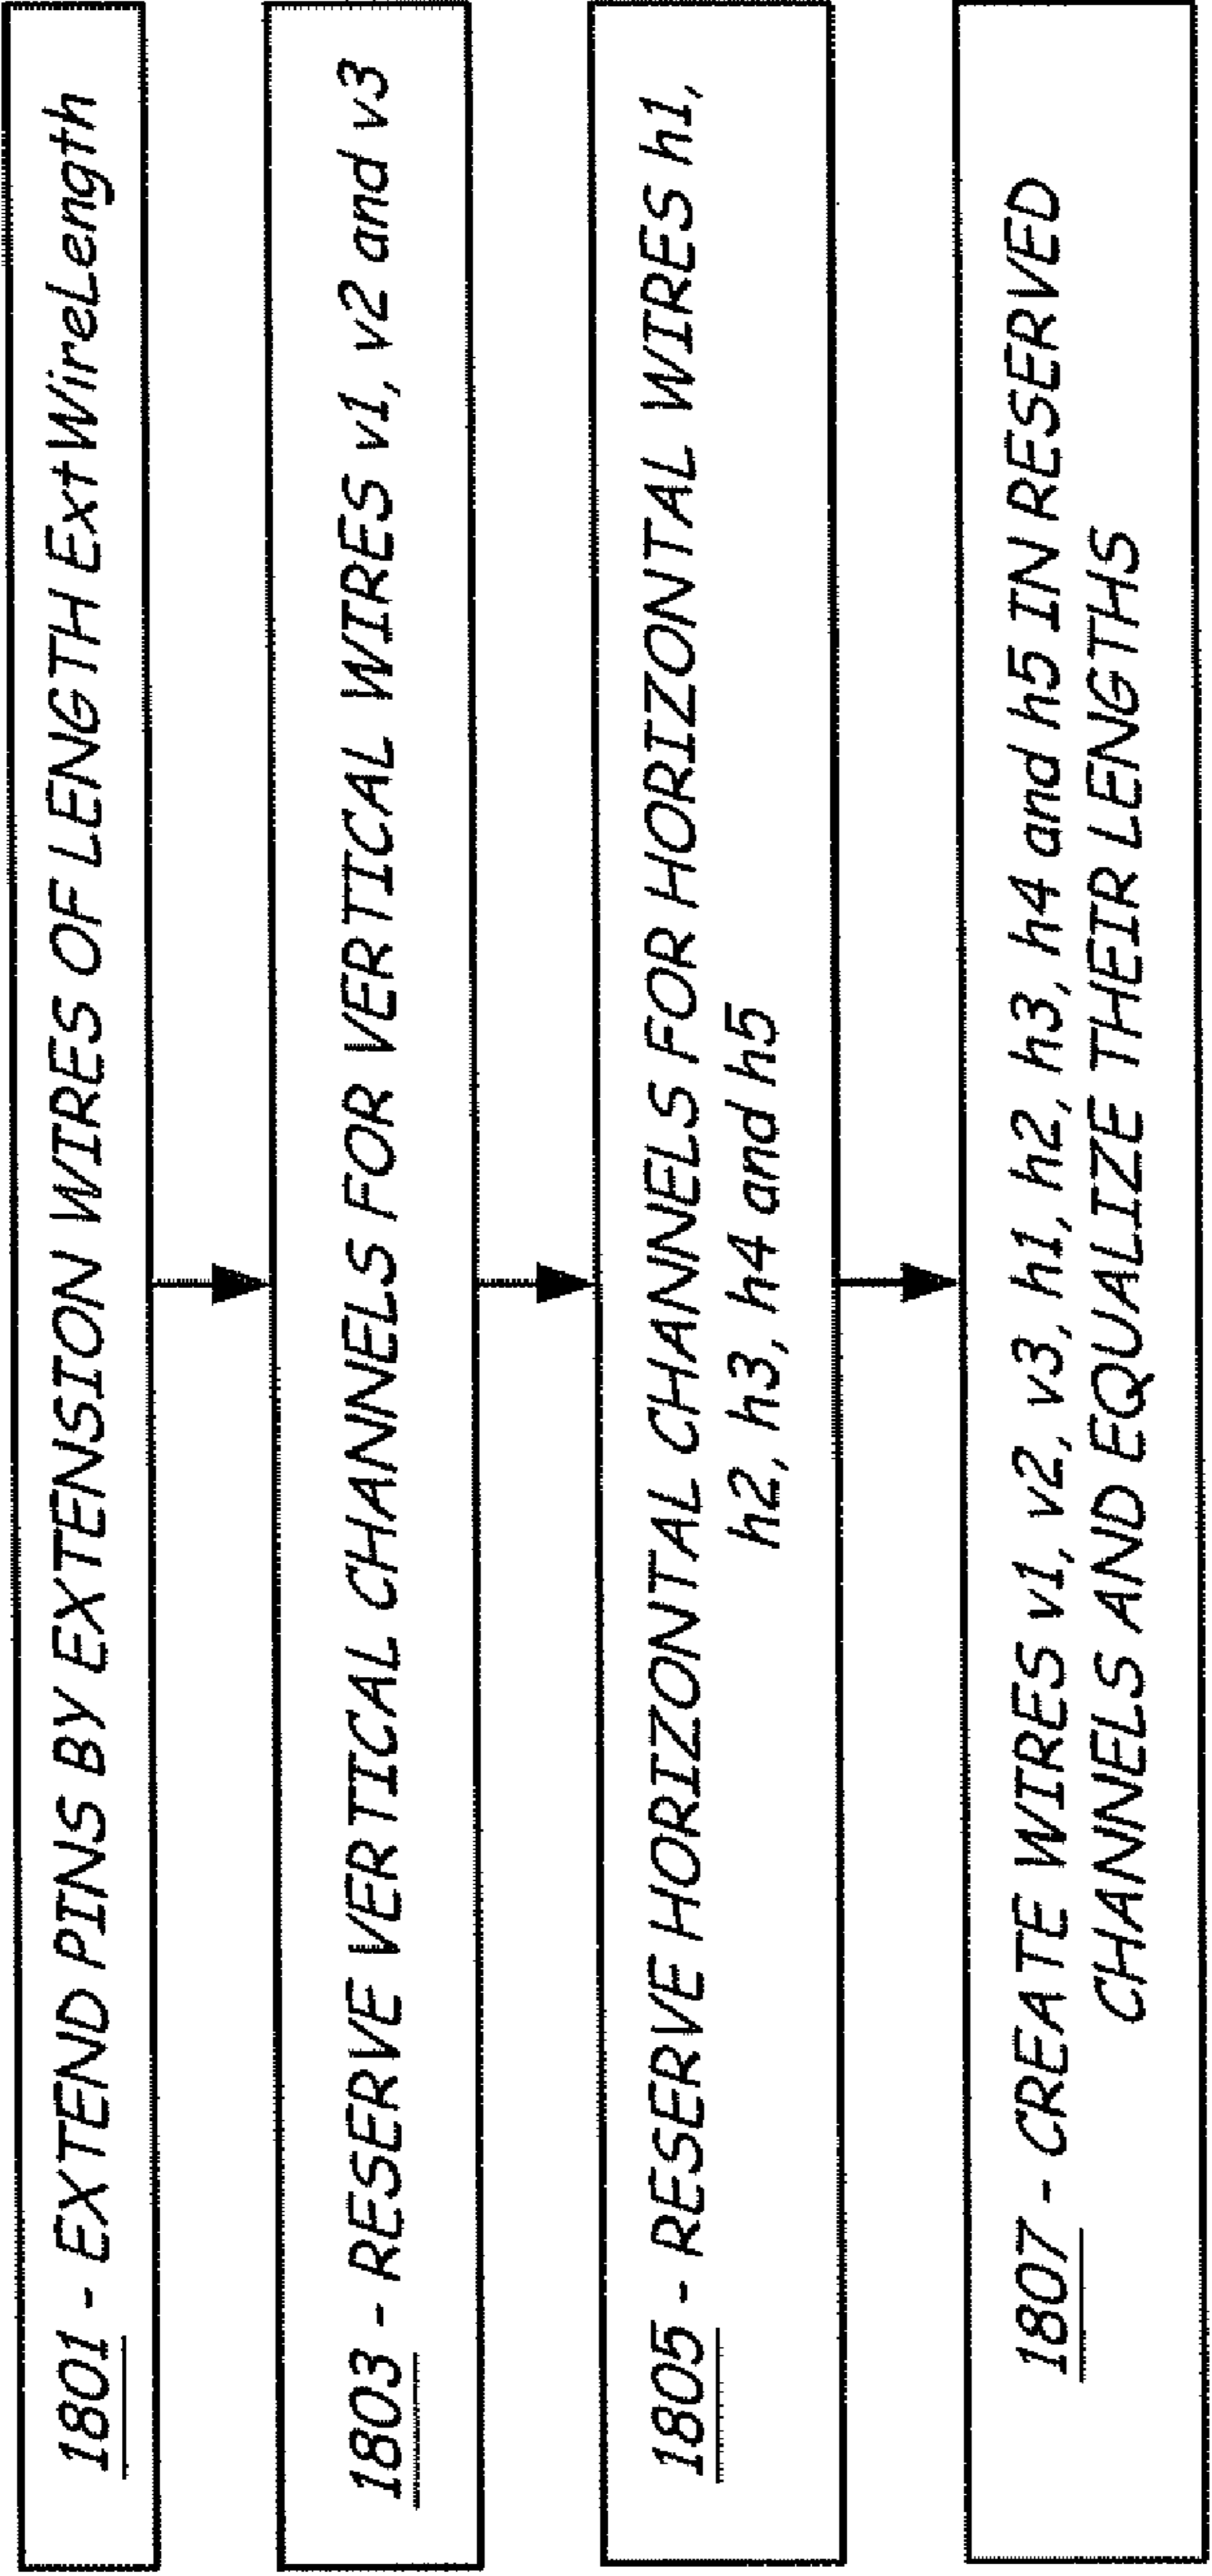 1801 - EXTEND PINS BY EXTENSION WIRES OF LENGTH ExtWireLength
1803 - RESERVE VERTICAL CHANNELS FOR VERTICAL WIRES v1, v2 and v3
1805 - RESERVE HORIZONTAL CHANNELS FOR HORIZONTAL WIRES h1,
h2, h3, h4 and h5
1807 - CREATE WIRES v1, v2, v3, h1, h2, h3, h4 and h5 IN RESERVED
CHANNELS AND EQUALIZE THEIR LENGTHS